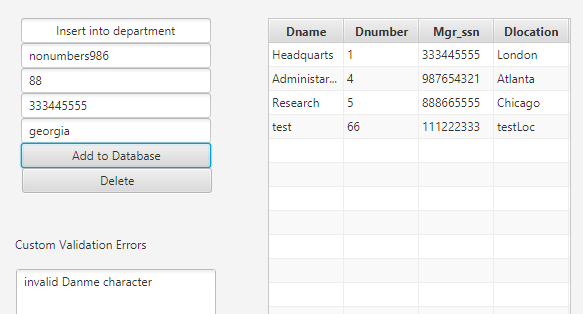 Insert into department
nonumbers986
88
333445555
georgia
Add to Database
Delete
Custom Validation Errors
invalid Danme character
Dname Dnumber Mgr_ssn Dlocation
Headquarts 1 333445555 London
Administar... 4 987654321 Atlanta
Research 5 888665555 Chicago
test 66 111222333 testLoc